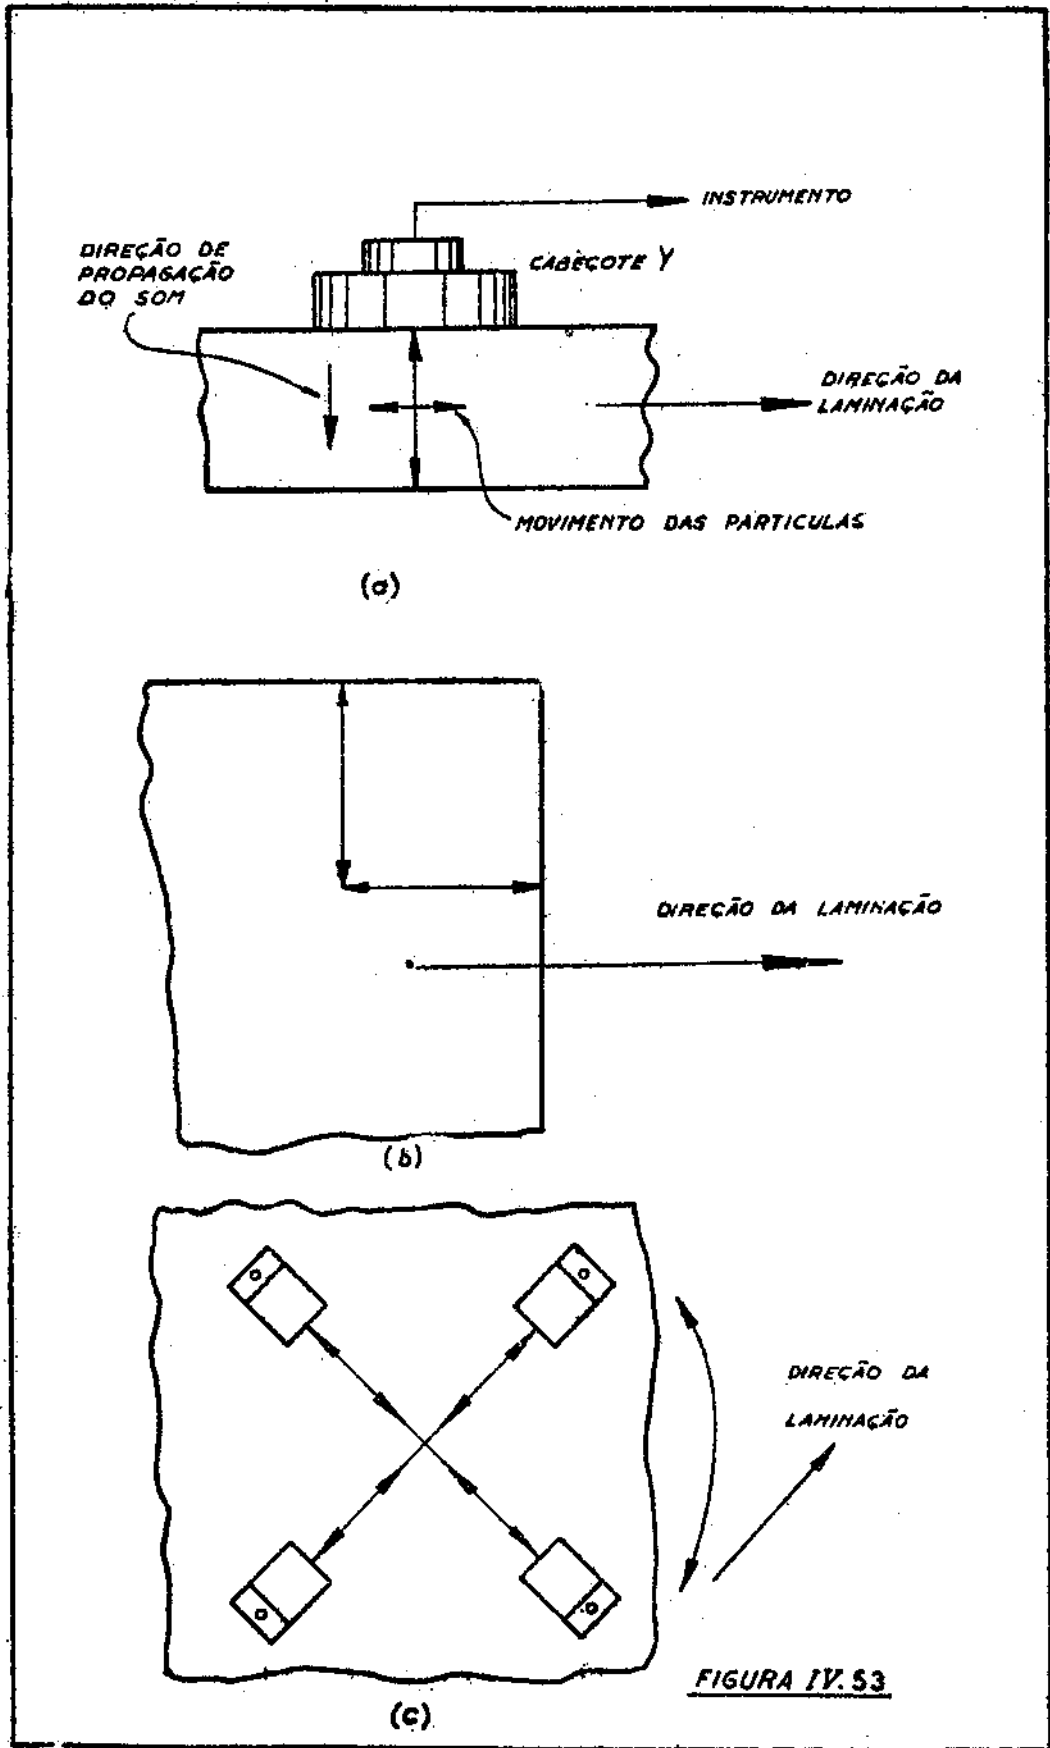 INSTRUMENTO
DIREÇÃO DE
PROPAGAÇÃO
DO SOM
CABEÇOTE Y
DIREÇÃO DA
LAMINAÇÃO
MOVIMENTO DAS PARTICULAS
(a)
DIREÇÃO DA LAMINAÇÃO
(b)
DIREÇÃO DA
LAMINAÇÃO
FIGURA IV.53
(c)